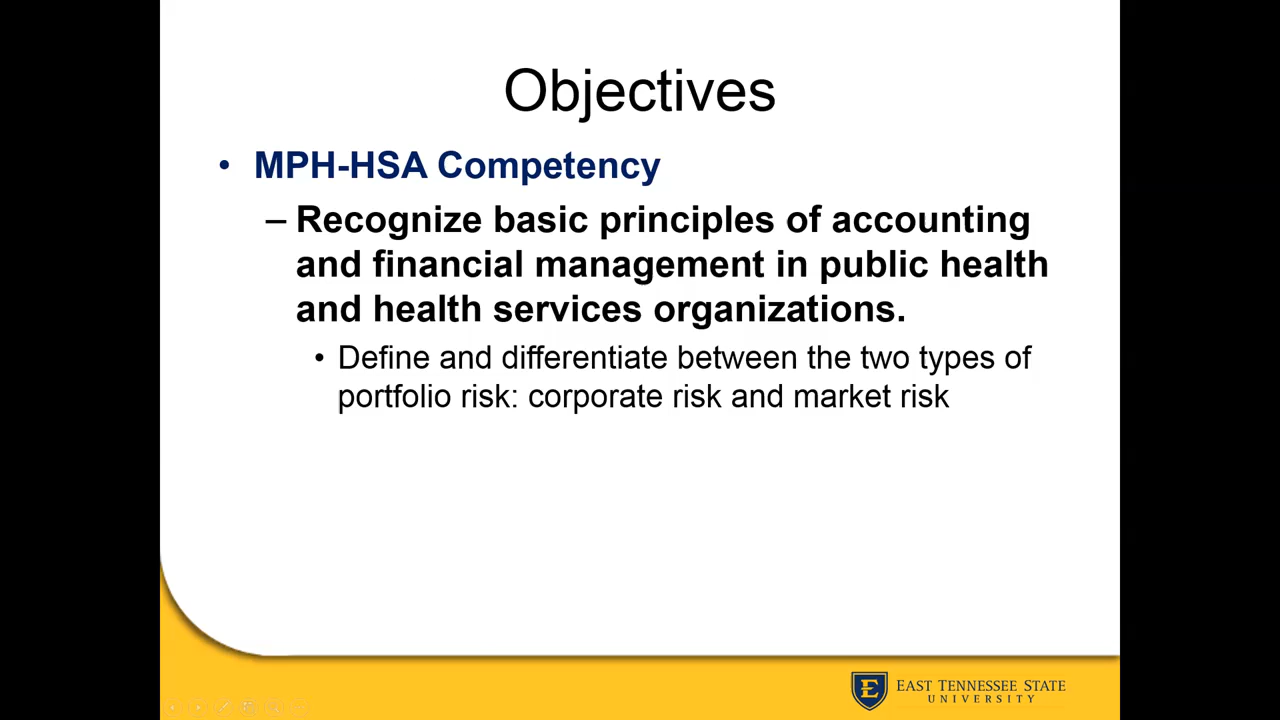 Objectives
• MPH-HSA Competency
– Recognize basic principles of accounting
and financial management in public health
and health services organizations.
• Define and differentiate between the two types of
portfolio risk: corporate risk and market risk
E
EAST TENNESSEE STATE
UNIVERSITY